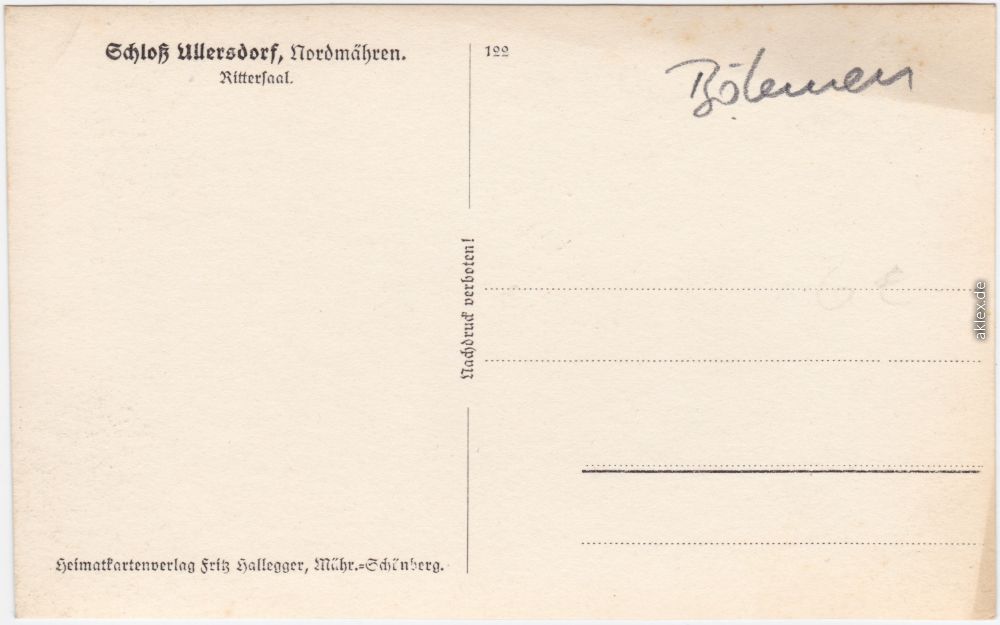 Schloß Ullersdorf, Nordmähren.
Rittersaal.
122
Böhmen
Nachdruck verboten!
Heimatkartenverlag Fritz Hallegger, Mähr.=Schönberg.
aklex.de